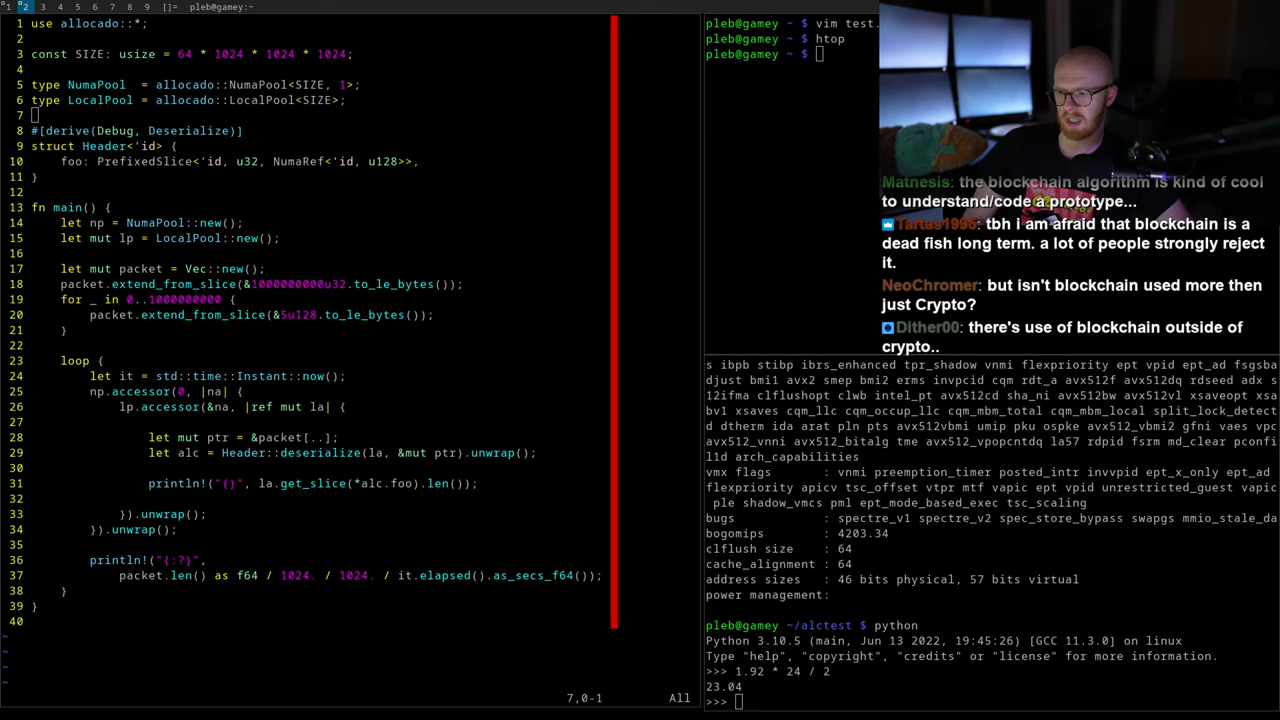 1 2 3 4 5 6 7 8 9 []= pleb@gamey:~
1 use allocado::*;
2
3 const SIZE: usize = 64 * 1024 * 1024 * 1024;
4
5 type NumaPool  = allocado::NumaPool<SIZE, 1>;
6 type LocalPool = allocado::LocalPool<SIZE>;
7
8 #[derive(Debug, Deserialize)]
9 struct Header<'id> {
10     foo: PrefixedSlice<'id, u32, NumaRef<'id, u128>>,
11 }
12
13 fn main() {
14     let np = NumaPool::new();
15     let mut lp = LocalPool::new();
16
17     let mut packet = Vec::new();
18     packet.extend_from_slice(&1000000000u32.to_le_bytes());
19     for _ in 0..1000000000 {
20         packet.extend_from_slice(&5u128.to_le_bytes());
21     }
22
23     loop {
24         let it = std::time::Instant::now();
25         np.accessor(0, |na| {
26             lp.accessor(&na, |ref mut la| {
27
28                 let mut ptr = &packet[..];
29                 let alc = Header::deserialize(la, &mut ptr).unwrap();
30
31                 println!("{}", la.get_slice(*alc.foo).len());
32
33             }).unwrap();
34         }).unwrap();
35
36         println!("{:?}",
37             packet.len() as f64 / 1024. / 1024. / it.elapsed().as_secs_f64());
38     }
39 }
40
~
~
~
~
7,0-1 All
pleb@gamey ~ $ vim test.
pleb@gamey ~ $ htop
pleb@gamey ~ $
Matnesis: the blockchain algorithm is kind of cool
to understand/code a prototype...
Tartas1995: tbh i am afraid that blockchain is a
dead fish long term. a lot of people strongly reject
it.
NeoChromer: but isn't blockchain used more then
just Crypto?
Dither00: there's use of blockchain outside of
crypto..
s ibpb stibp ibrs_enhanced tpr_shadow vnmi flexpriority ept vpid ept_ad fsgsba
djust bmi1 avx2 smep bmi2 erms invpcid cqm rdt_a avx512f avx512dq rdseed adx s
12ifma clflushopt clwb intel_pt avx512cd sha_ni avx512bw avx512vl xsaveopt xsa
bv1 xsaves cqm_llc cqm_occup_llc cqm_mbm_total cqm_mbm_local split_lock_detect
d dtherm ida arat pln pts avx512vbmi umip pku ospke avx512_vbmi2 gfni vaes vpc
avx512_vnni avx512_bitalg tme avx512_vpopcntdq la57 rdpid fsrm md_clear pconfi
l1d arch_capabilities
vmx flags : vnmi preemption_timer posted_intr invvpid ept_x_only ept_ad
flexpriority apicv tsc_offset vtpr mtf vapic ept vpid unrestricted_guest vapic
ple shadow_vmcs pml ept_mode_based_exec tsc_scaling
bugs : spectre_v1 spectre_v2 spec_store_bypass swapgs mmio_stale_da
bogomips : 4203.34
clflush size : 64
cache_alignment : 64
address sizes : 46 bits physical, 57 bits virtual
power management:
pleb@gamey ~/alctest $ python
Python 3.10.5 (main, Jun 13 2022, 19:45:26) [GCC 11.3.0] on linux
Type "help", "copyright", "credits" or "license" for more information.
>>> 1.92 * 24 / 2
23.04
>>>